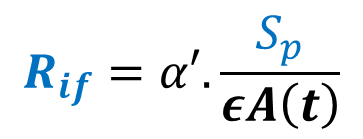 R_if = α′. S_p / ϵA(t)